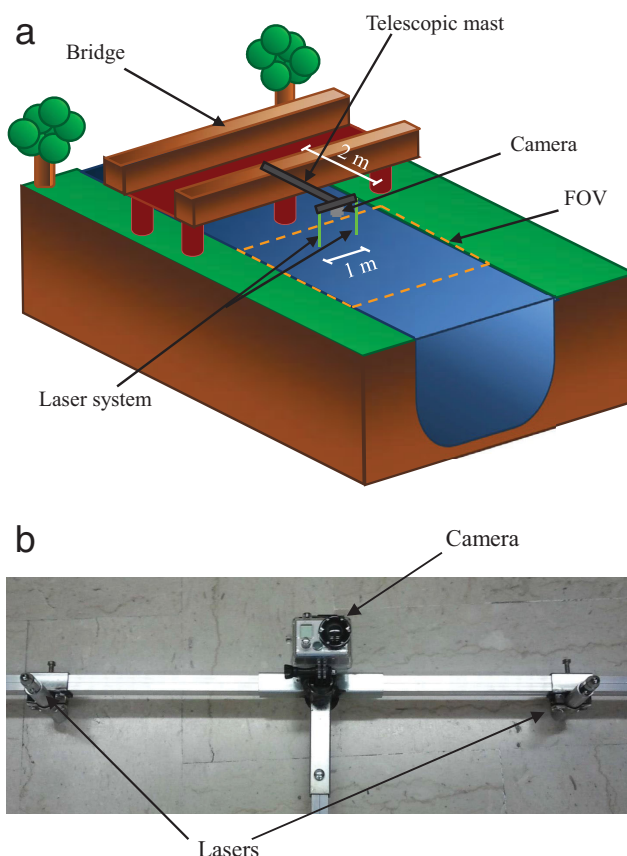 a
Telescopic mast
Bridge
2 m
Camera
FOV
1 m
Laser system
b
Camera
Lasers